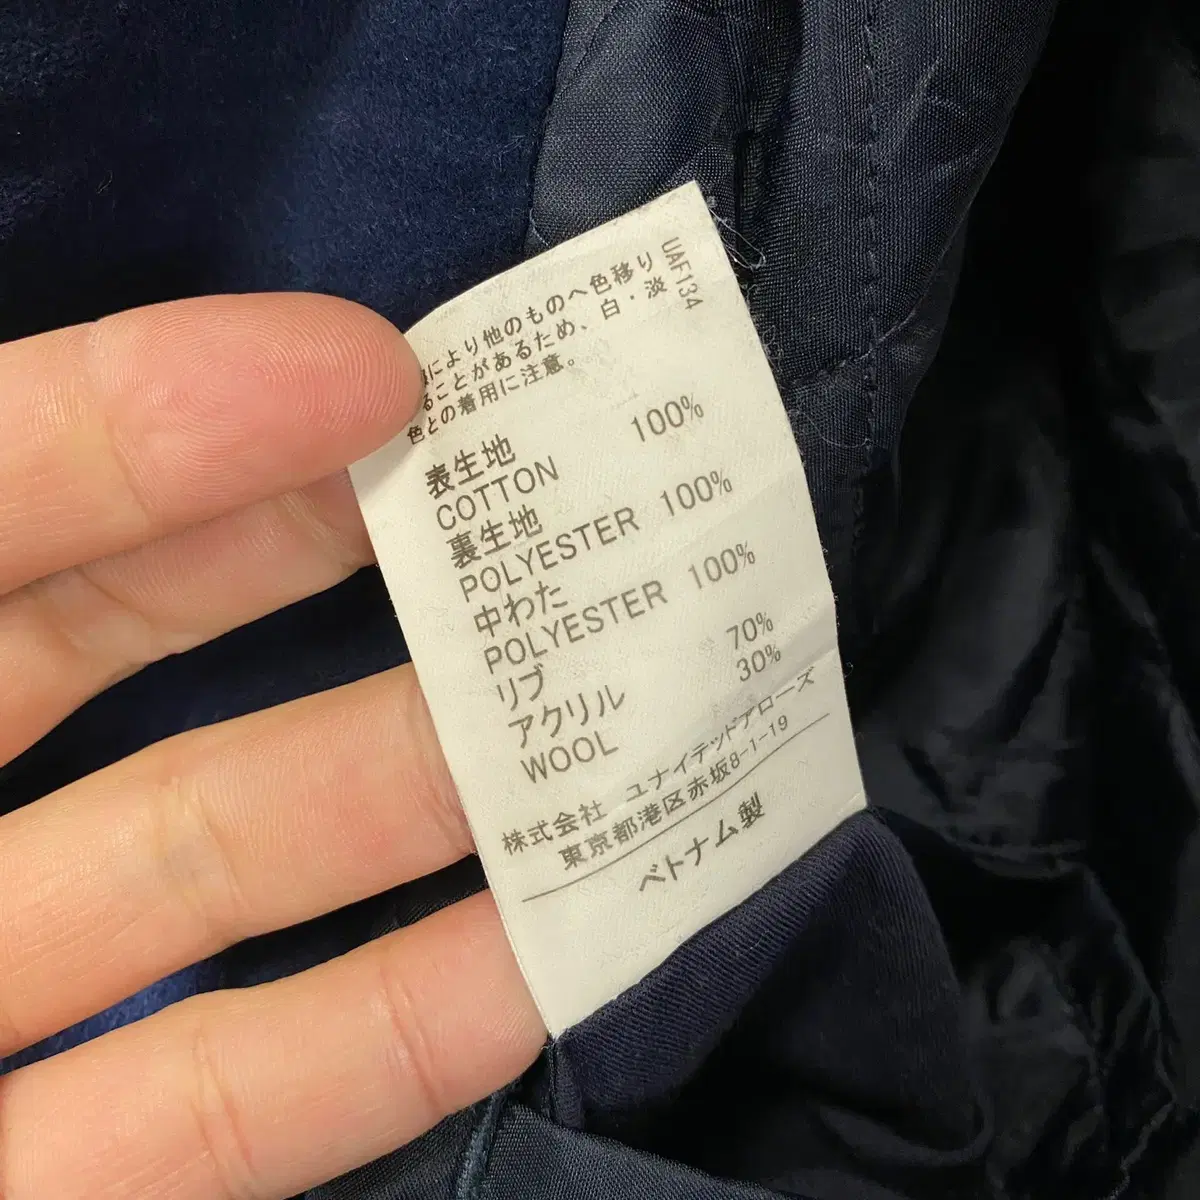 UAF134
により他のものへ色移り
ることがあるため、白・淡
色との着用に注意。
表生地
COTTON 100%
裏生地
POLYESTER 100%
中わた
POLYESTER 100%
リブ
アクリル 70%
WOOL 30%
株式会社 ユナイテッドアローズ
東京都港区赤坂8-1-19
ベトナム製